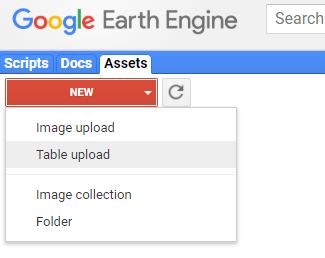 Google Earth Engine
Search
Scripts Docs Assets
NEW
Image upload
Table upload
Image collection
Folder